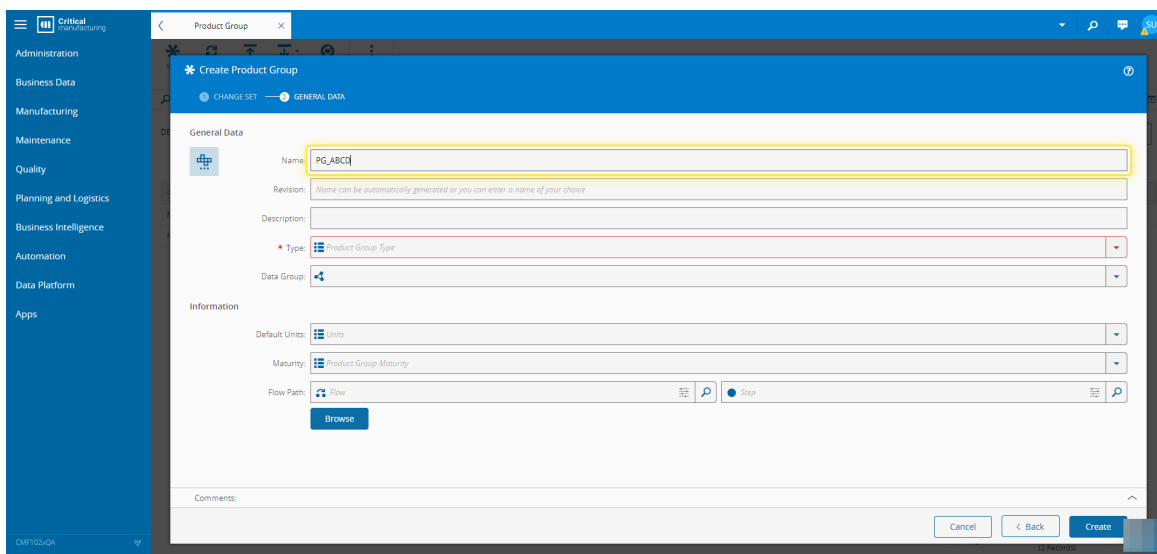 Critical manufacturing
Product Group
SU
Administration
Business Data
Manufacturing
Maintenance
Quality
Planning and Logistics
Business Intelligence
Automation
Data Platform
Apps
CMF102xQA
Create Product Group
1 CHANGE SET 2 GENERAL DATA
General Data
Name: PG_ABCD
Revision: Name can be automatically generated or you can enter a name of your choice
Description:
* Type: Product Group Type
Data Group:
Information
Default Units: Units
Maturity: Product Group Maturity
Flow Path: Flow Step
Browse
Comments:
Cancel < Back Create
(2 Records)